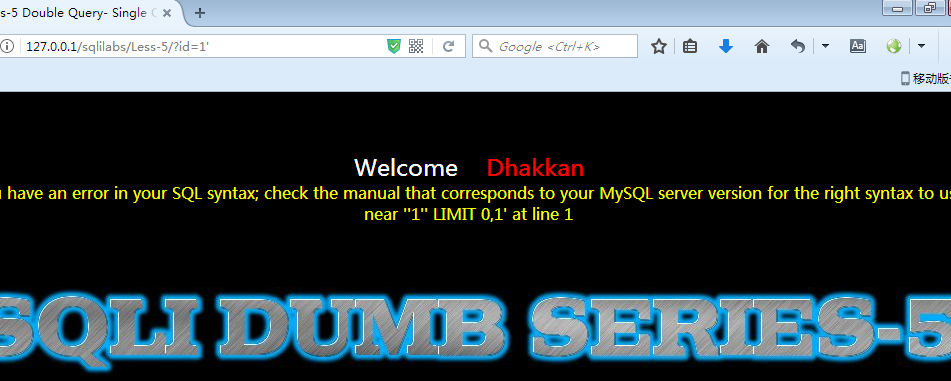 s-5 Double Query- Single
127.0.0.1/sqlilabs/Less-5/?id=1'
Google <Ctrl+K>
移动版
Welcome Dhakkan
have an error in your SQL syntax; check the manual that corresponds to your MySQL server version for the right syntax to us
near ''1'' LIMIT 0,1' at line 1
SQLI DUMB SERIES-5